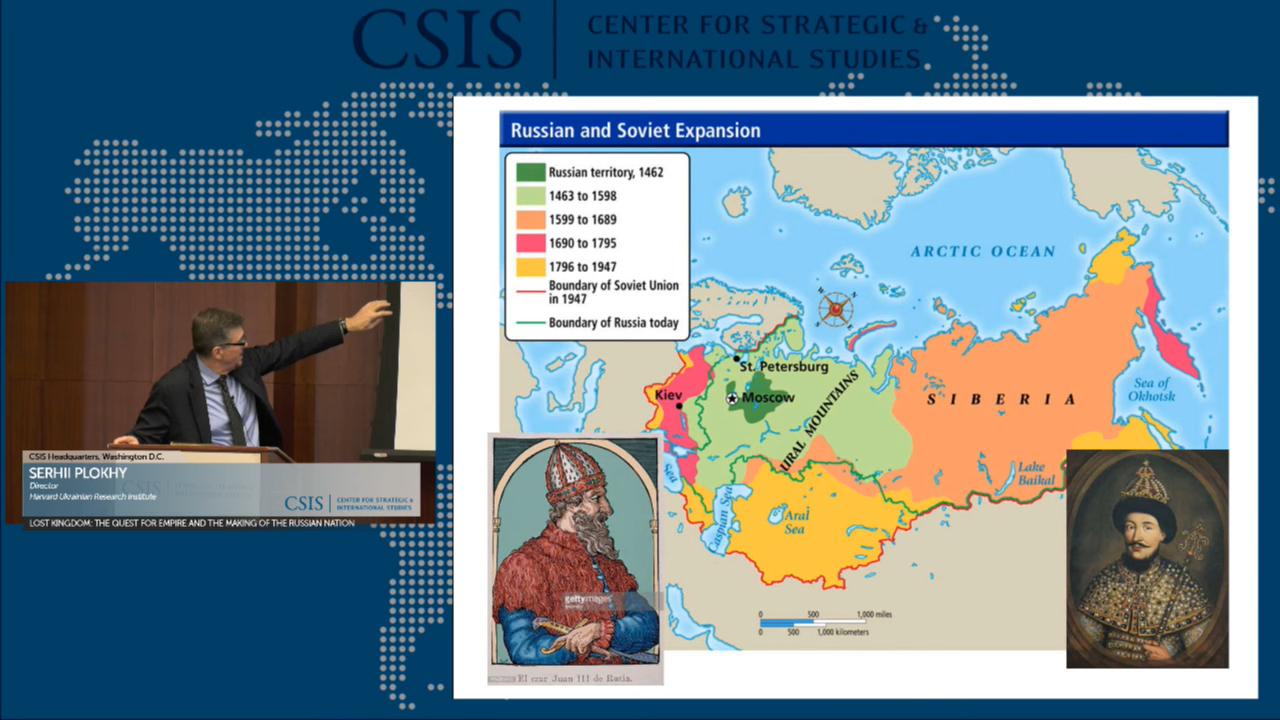 CSIS
CENTER FOR STRATEGIC &
INTERNATIONAL STUDIES
Russian and Soviet Expansion
Russian territory, 1462
1463 to 1598
1599 to 1689
1690 to 1795
1796 to 1947
Boundary of Soviet Union
in 1947
Boundary of Russia today
ARCTIC OCEAN
St. Petersburg
Kiev
Moscow
URAL MOUNTAINS
SIBERIA
Sea of
Okhotsk
Lake
Baikal
Sea
Caspian Sea
Aral
Sea
0 500 1,000 miles
0 500 1,000 kilometers
gettyimages
El czar Juan III de Rutia.
CSIS Headquarters, Washington D.C.
SERHII PLOKHY
Director
Harvard Ukrainian Research Institute
CSIS
CENTER FOR STRATEGIC &
INTERNATIONAL STUDIES
LOST KINGDOM: THE QUEST FOR EMPIRE AND THE MAKING OF THE RUSSIAN NATION